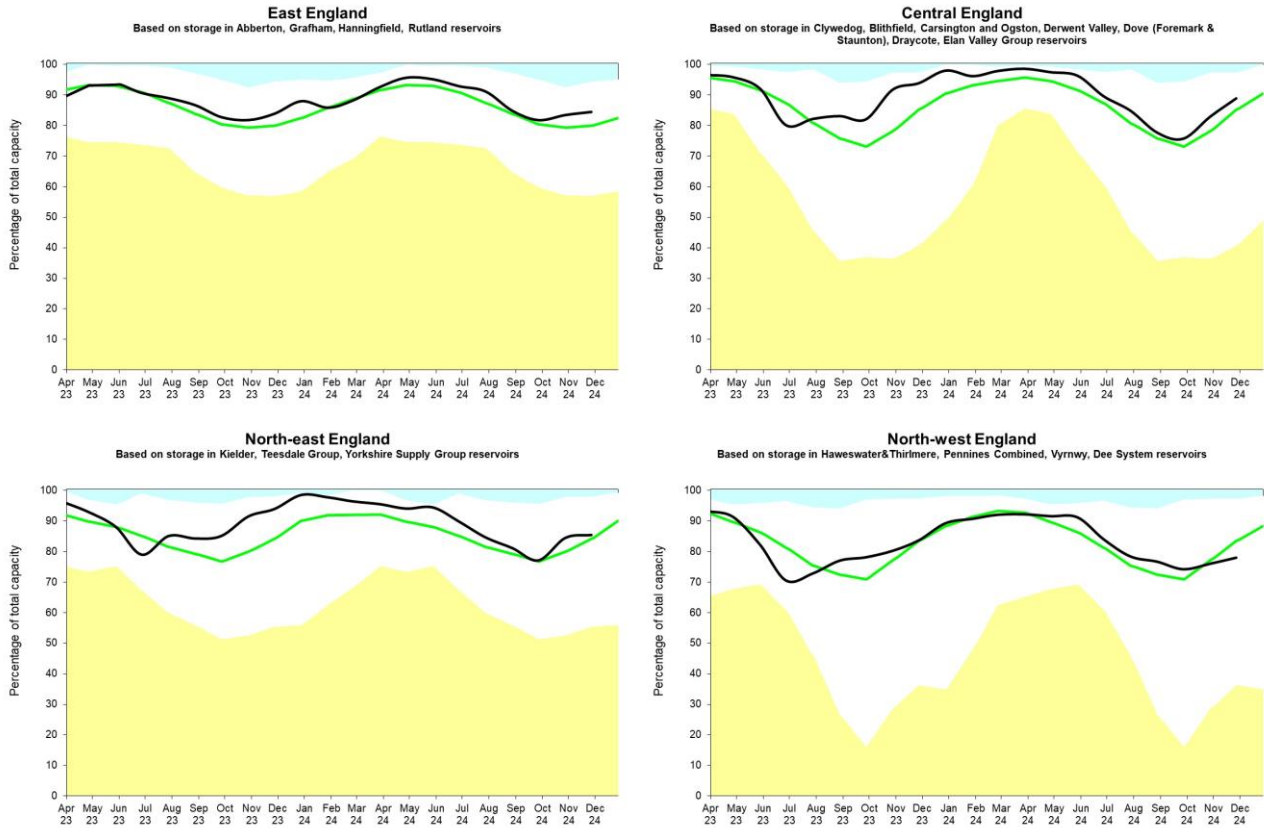 East England
Based on storage in Abberton, Grafham, Hanningfield, Rutland reservoirs
Percentage of total capacity
100
90
80
70
60
50
40
30
20
10
0
Apr May Jun Jul Aug Sep Oct Nov Dec Jan Feb Mar Apr May Jun Jul Aug Sep Oct Nov Dec
23 23 23 23 23 23 23 23 23 24 24 24 24 24 24 24 24 24 24 24 24
Central England
Based on storage in Clywedog, Blithfield, Carsington and Ogston, Derwent Valley, Dove (Foremark &
Staunton), Draycote, Elan Valley Group reservoirs
Percentage of total capacity
100
90
80
70
60
50
40
30
20
10
0
Apr May Jun Jul Aug Sep Oct Nov Dec Jan Feb Mar Apr May Jun Jul Aug Sep Oct Nov Dec
23 23 23 23 23 23 23 23 23 24 24 24 24 24 24 24 24 24 24 24 24
North-east England
Based on storage in Kielder, Teesdale Group, Yorkshire Supply Group reservoirs
Percentage of total capacity
100
90
80
70
60
50
40
30
20
10
0
Apr May Jun Jul Aug Sep Oct Nov Dec Jan Feb Mar Apr May Jun Jul Aug Sep Oct Nov Dec
23 23 23 23 23 23 23 23 23 24 24 24 24 24 24 24 24 24 24 24 24
North-west England
Based on storage in Haweswater&Thirlmere, Pennines Combined, Vyrnwy, Dee System reservoirs
Percentage of total capacity
100
90
80
70
60
50
40
30
20
10
0
Apr May Jun Jul Aug Sep Oct Nov Dec Jan Feb Mar Apr May Jun Jul Aug Sep Oct Nov Dec
23 23 23 23 23 23 23 23 23 24 24 24 24 24 24 24 24 24 24 24 24